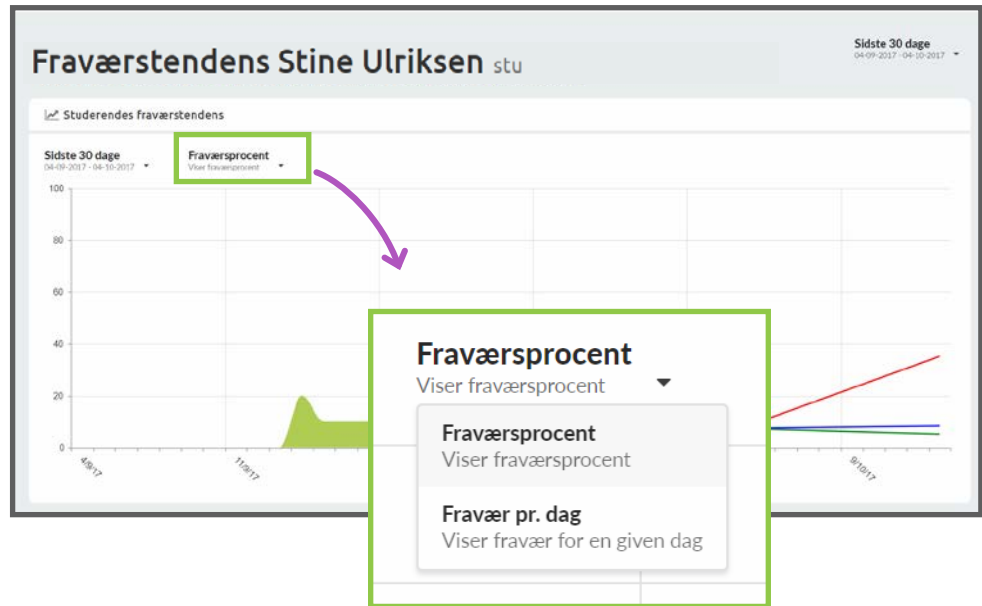 Fraværstendens Stine Ulriksen stu
Sidste 30 dage
04-09-2017 - 04-10-2017
Studerendes fraværstendens
Sidste 30 dage
04-09-2017 - 04-10-2017
Fraværsprocent
Viser fraværsprocent
100
80
60
40
20
0
4/9/17
11/9/17
9/10/17
Fraværsprocent
Viser fraværsprocent
Fraværsprocent
Viser fraværsprocent
Fravær pr. dag
Viser fravær for en given dag